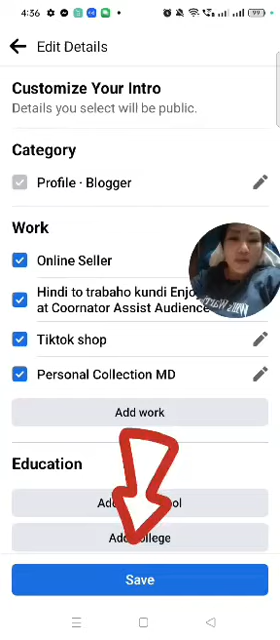 4:36
99
Edit Details
Customize Your Intro
Details you select will be public.
Category
Profile · Blogger
Work
Online Seller
Hindi to trabaho kundi Enjo
at Coornator Assist Audience
Tiktok shop
Personal Collection MD
Add work
Education
Add college
Save